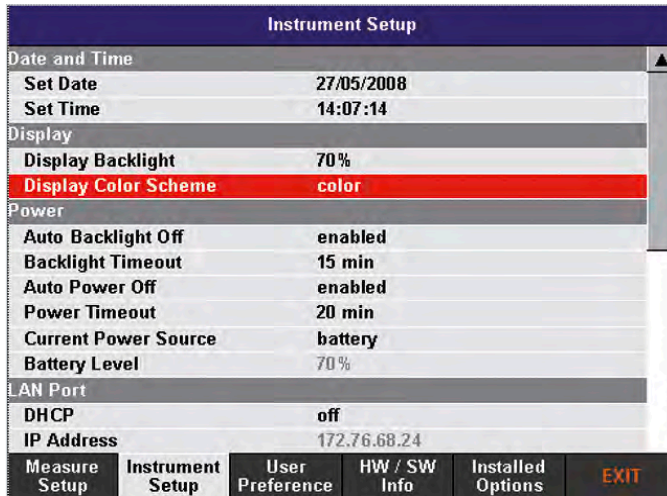 Instrument Setup
Date and Time
Set Date 27/05/2008
Set Time 14:07:14
Display
Display Backlight 70%
Display Color Scheme color
Power
Auto Backlight Off enabled
Backlight Timeout 15 min
Auto Power Off enabled
Power Timeout 20 min
Current Power Source battery
Battery Level 70%
LAN Port
DHCP off
IP Address 172.76.68.24
Measure Setup
Instrument Setup
User Preference
HW / SW Info
Installed Options
EXIT